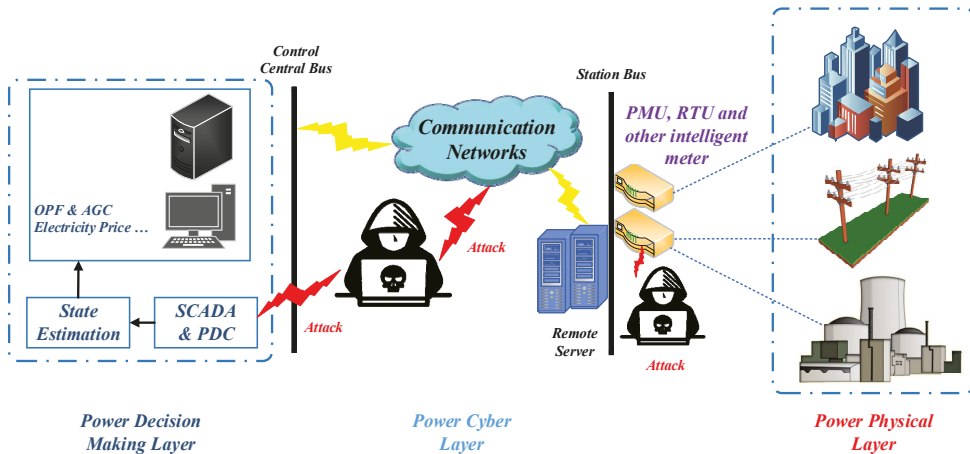 Control
Central Bus
Station Bus
PMU, RTU and
other intelligent
meter
Communication
Networks
OPF & AGC
Electricity Price ...
Attack
State
Estimation
SCADA
& PDC
Attack
Remote
Server
Attack
Power Decision
Making Layer
Power Cyber
Layer
Power Physical
Layer